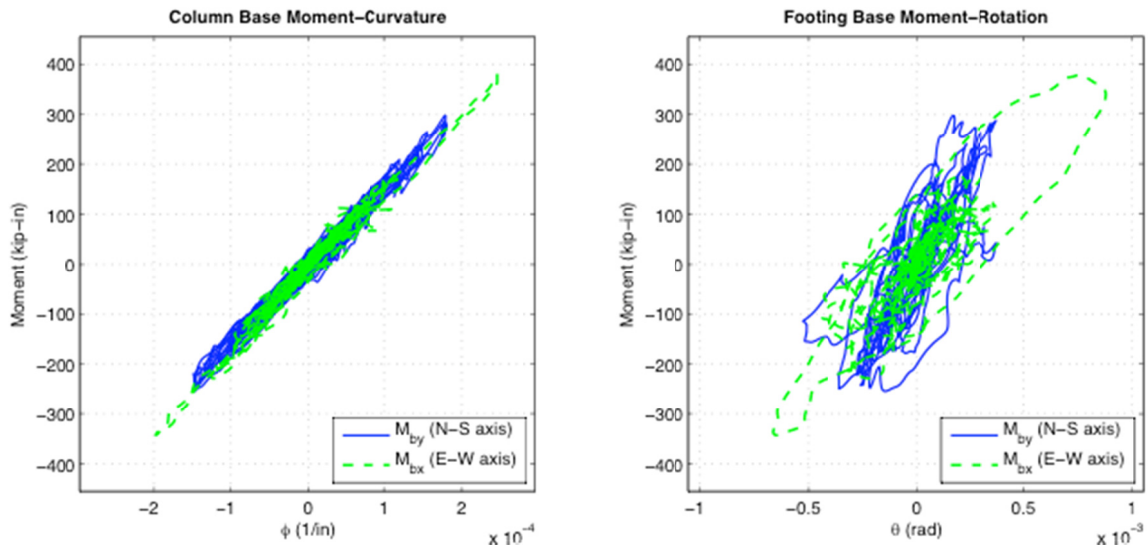 Column Base Moment−Curvature
Moment (kip−in)
400
300
200
100
0
−100
−200
−300
−400
−2
−1
0
1
2
φ (1/in)
x 10⁻⁴
M_by (N−S axis)
M_bx (E−W axis)
Footing Base Moment−Rotation
Moment (kip−in)
400
300
200
100
0
−100
−200
−300
−400
−1
−0.5
0
0.5
1
θ (rad)
x 10⁻³
M_by (N−S axis)
M_bx (E−W axis)